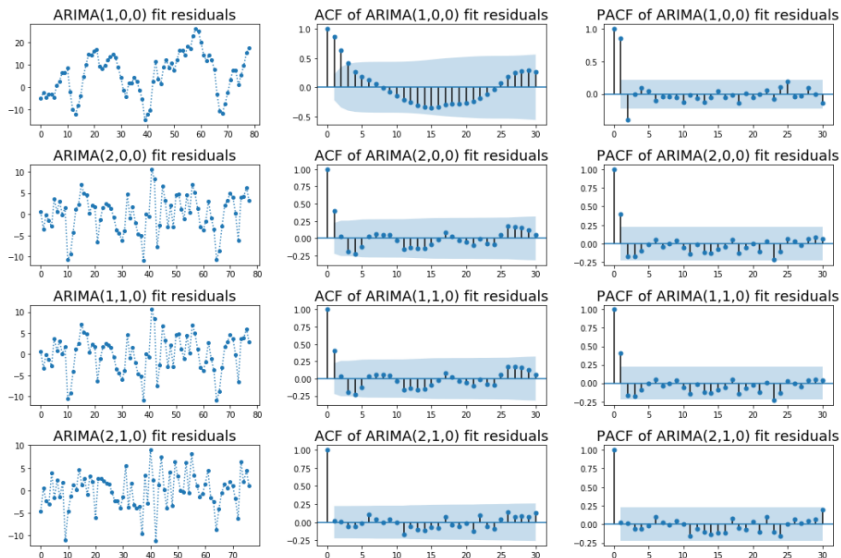 ARIMA(1,0,0) fit residuals
ACF of ARIMA(1,0,0) fit residuals
PACF of ARIMA(1,0,0) fit residuals
20
10
0
−10
0 10 20 30 40 50 60 70 80
1.0
0.5
0.0
−0.5
0 5 10 15 20 25 30
1.0
0.5
0.0
0 5 10 15 20 25 30
ARIMA(2,0,0) fit residuals
ACF of ARIMA(2,0,0) fit residuals
PACF of ARIMA(2,0,0) fit residuals
10
5
0
−5
−10
0 10 20 30 40 50 60 70 80
1.00
0.75
0.50
0.25
0.00
−0.25
0 5 10 15 20 25 30
1.00
0.75
0.50
0.25
0.00
−0.25
0 5 10 15 20 25 30
ARIMA(1,1,0) fit residuals
ACF of ARIMA(1,1,0) fit residuals
PACF of ARIMA(1,1,0) fit residuals
10
5
0
−5
−10
0 10 20 30 40 50 60 70 80
1.00
0.75
0.50
0.25
0.00
−0.25
0 5 10 15 20 25 30
1.00
0.75
0.50
0.25
0.00
−0.25
0 5 10 15 20 25 30
ARIMA(2,1,0) fit residuals
ACF of ARIMA(2,1,0) fit residuals
PACF of ARIMA(2,1,0) fit residuals
5
0
−5
−10
0 10 20 30 40 50 60 70 80
1.00
0.75
0.50
0.25
0.00
−0.25
0 5 10 15 20 25 30
1.00
0.75
0.50
0.25
0.00
−0.25
0 5 10 15 20 25 30